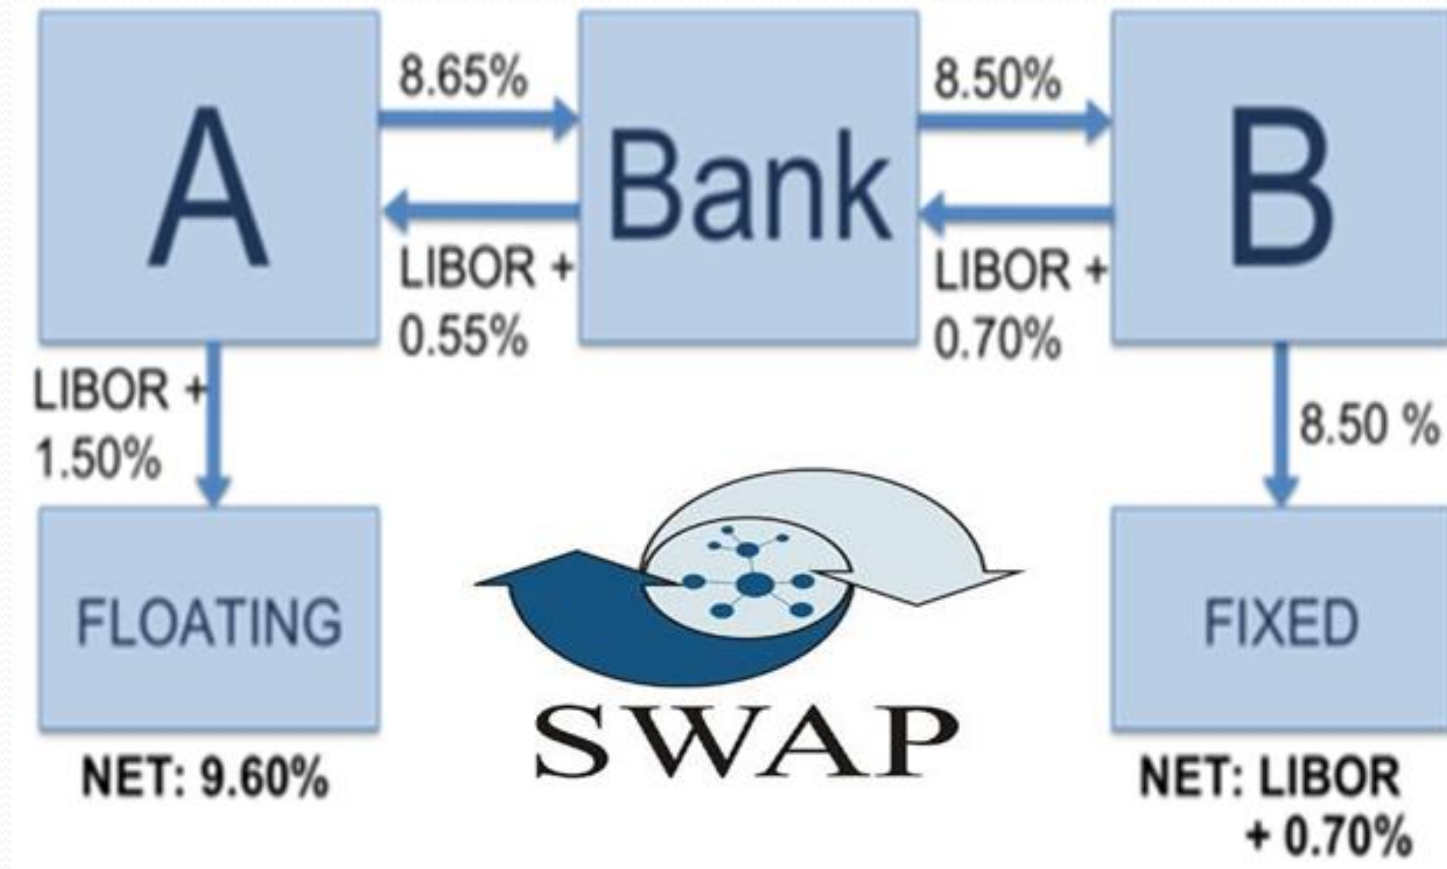 A
8.65%
Bank
8.50%
B
LIBOR +
0.55%
LIBOR +
0.70%
LIBOR +
1.50%
8.50 %
FLOATING
FIXED
SWAP
NET: 9.60%
NET: LIBOR
+ 0.70%